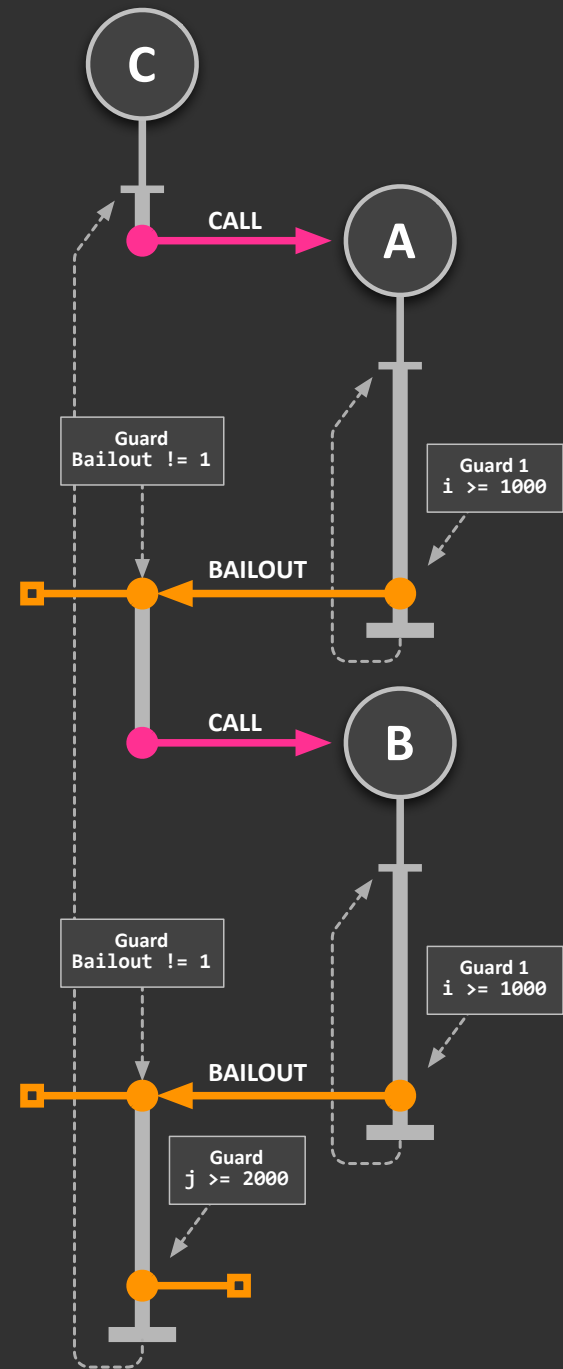 C
CALL
A
Guard
Bailout != 1
Guard 1
i >= 1000
BAILOUT
CALL
B
Guard
Bailout != 1
Guard 1
i >= 1000
BAILOUT
Guard
j >= 2000